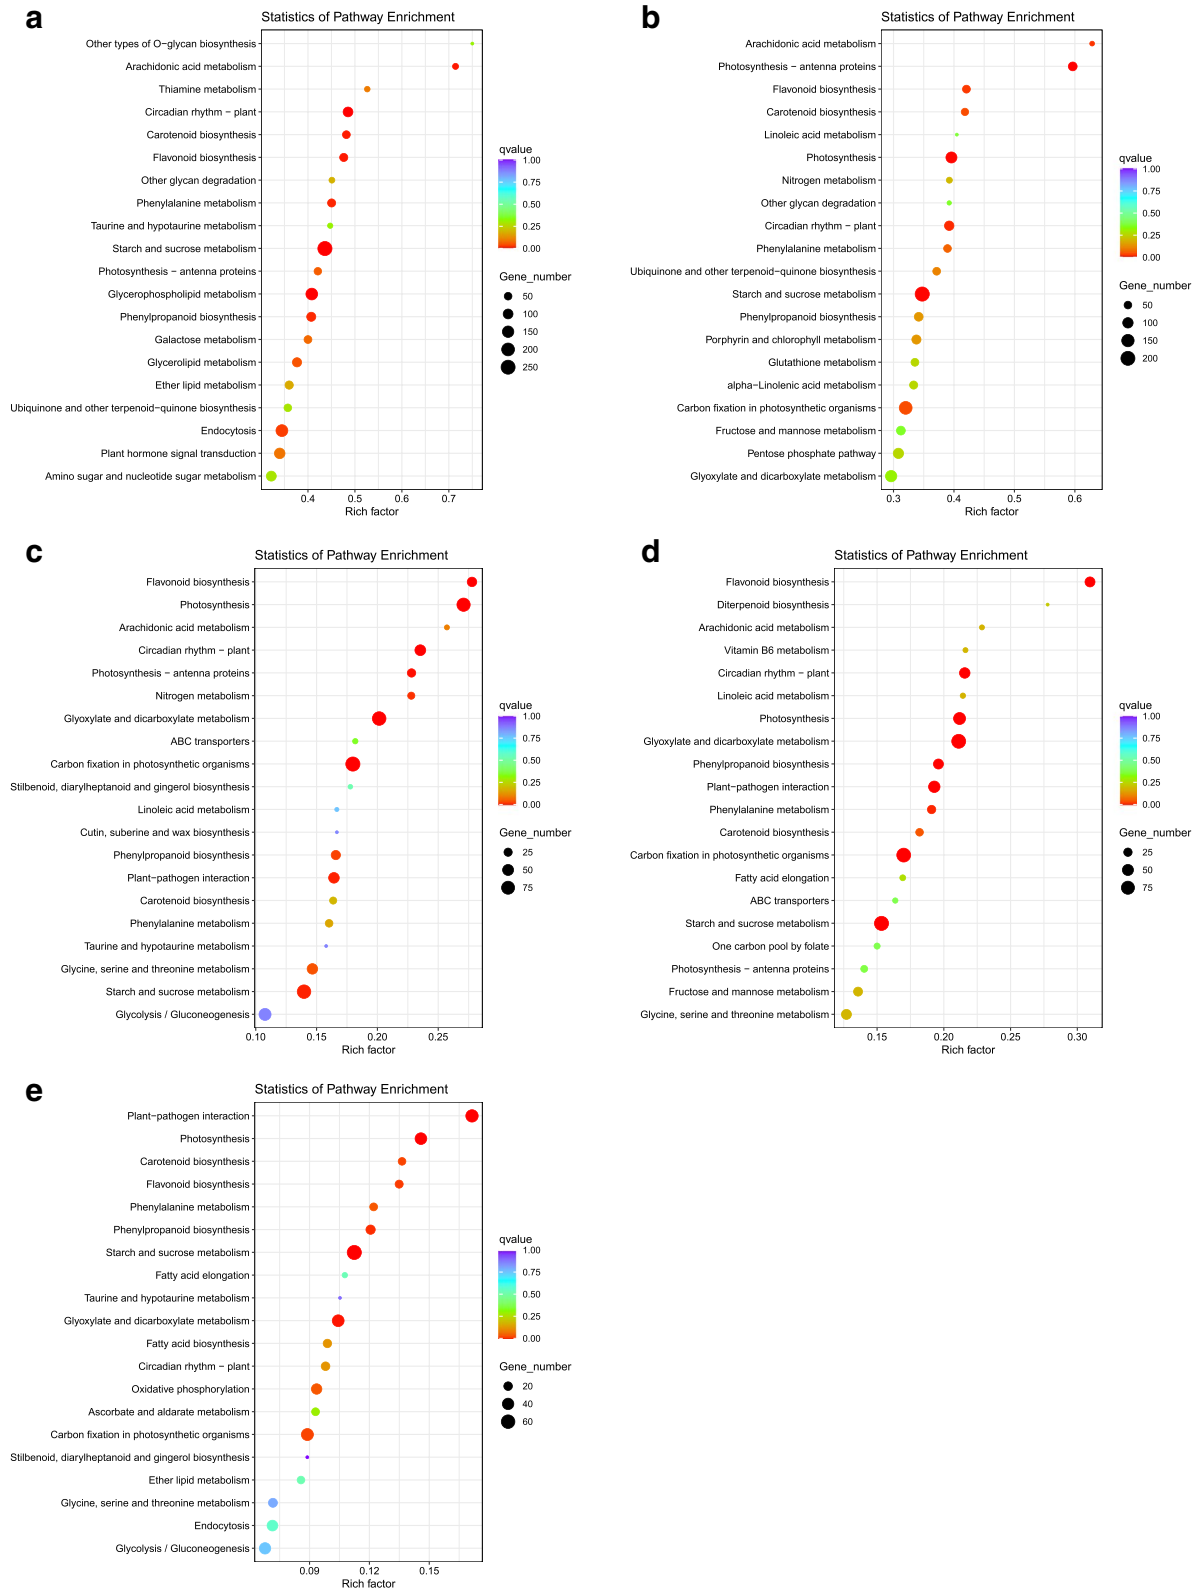 a
Statistics of Pathway Enrichment
Other types of O−glycan biosynthesis
Arachidonic acid metabolism
Thiamine metabolism
Circadian rhythm − plant
Carotenoid biosynthesis
Flavonoid biosynthesis
Other glycan degradation
Phenylalanine metabolism
Taurine and hypotaurine metabolism
Starch and sucrose metabolism
Photosynthesis − antenna proteins
Glycerophospholipid metabolism
Phenylpropanoid biosynthesis
Galactose metabolism
Glycerolipid metabolism
Ether lipid metabolism
Ubiquinone and other terpenoid−quinone biosynthesis
Endocytosis
Plant hormone signal transduction
Amino sugar and nucleotide sugar metabolism
0.4 0.5 0.6 0.7
Rich factor
qvalue
1.00
0.75
0.50
0.25
0.00
Gene_number
50
100
150
200
250
b
Statistics of Pathway Enrichment
Arachidonic acid metabolism
Photosynthesis − antenna proteins
Flavonoid biosynthesis
Carotenoid biosynthesis
Linoleic acid metabolism
Photosynthesis
Nitrogen metabolism
Other glycan degradation
Circadian rhythm − plant
Phenylalanine metabolism
Ubiquinone and other terpenoid−quinone biosynthesis
Starch and sucrose metabolism
Phenylpropanoid biosynthesis
Porphyrin and chlorophyll metabolism
Glutathione metabolism
alpha−Linolenic acid metabolism
Carbon fixation in photosynthetic organisms
Fructose and mannose metabolism
Pentose phosphate pathway
Glyoxylate and dicarboxylate metabolism
0.3 0.4 0.5 0.6
Rich factor
qvalue
1.00
0.75
0.50
0.25
0.00
Gene_number
50
100
150
200
c
Statistics of Pathway Enrichment
Flavonoid biosynthesis
Photosynthesis
Arachidonic acid metabolism
Circadian rhythm − plant
Photosynthesis − antenna proteins
Nitrogen metabolism
Glyoxylate and dicarboxylate metabolism
ABC transporters
Carbon fixation in photosynthetic organisms
Stilbenoid, diarylheptanoid and gingerol biosynthesis
Linoleic acid metabolism
Cutin, suberine and wax biosynthesis
Phenylpropanoid biosynthesis
Plant−pathogen interaction
Carotenoid biosynthesis
Phenylalanine metabolism
Taurine and hypotaurine metabolism
Glycine, serine and threonine metabolism
Starch and sucrose metabolism
Glycolysis / Gluconeogenesis
0.10 0.15 0.20 0.25
Rich factor
qvalue
1.00
0.75
0.50
0.25
0.00
Gene_number
25
50
75
d
Statistics of Pathway Enrichment
Flavonoid biosynthesis
Diterpenoid biosynthesis
Arachidonic acid metabolism
Vitamin B6 metabolism
Circadian rhythm − plant
Linoleic acid metabolism
Photosynthesis
Glyoxylate and dicarboxylate metabolism
Phenylpropanoid biosynthesis
Plant−pathogen interaction
Phenylalanine metabolism
Carotenoid biosynthesis
Carbon fixation in photosynthetic organisms
Fatty acid elongation
ABC transporters
Starch and sucrose metabolism
One carbon pool by folate
Photosynthesis − antenna proteins
Fructose and mannose metabolism
Glycine, serine and threonine metabolism
0.15 0.20 0.25 0.30
Rich factor
qvalue
1.00
0.75
0.50
0.25
0.00
Gene_number
25
50
75
e
Statistics of Pathway Enrichment
Plant−pathogen interaction
Photosynthesis
Carotenoid biosynthesis
Flavonoid biosynthesis
Phenylalanine metabolism
Phenylpropanoid biosynthesis
Starch and sucrose metabolism
Fatty acid elongation
Taurine and hypotaurine metabolism
Glyoxylate and dicarboxylate metabolism
Fatty acid biosynthesis
Circadian rhythm − plant
Oxidative phosphorylation
Ascorbate and aldarate metabolism
Carbon fixation in photosynthetic organisms
Stilbenoid, diarylheptanoid and gingerol biosynthesis
Ether lipid metabolism
Glycine, serine and threonine metabolism
Endocytosis
Glycolysis / Gluconeogenesis
0.09 0.12 0.15
Rich factor
qvalue
1.00
0.75
0.50
0.25
0.00
Gene_number
20
40
60